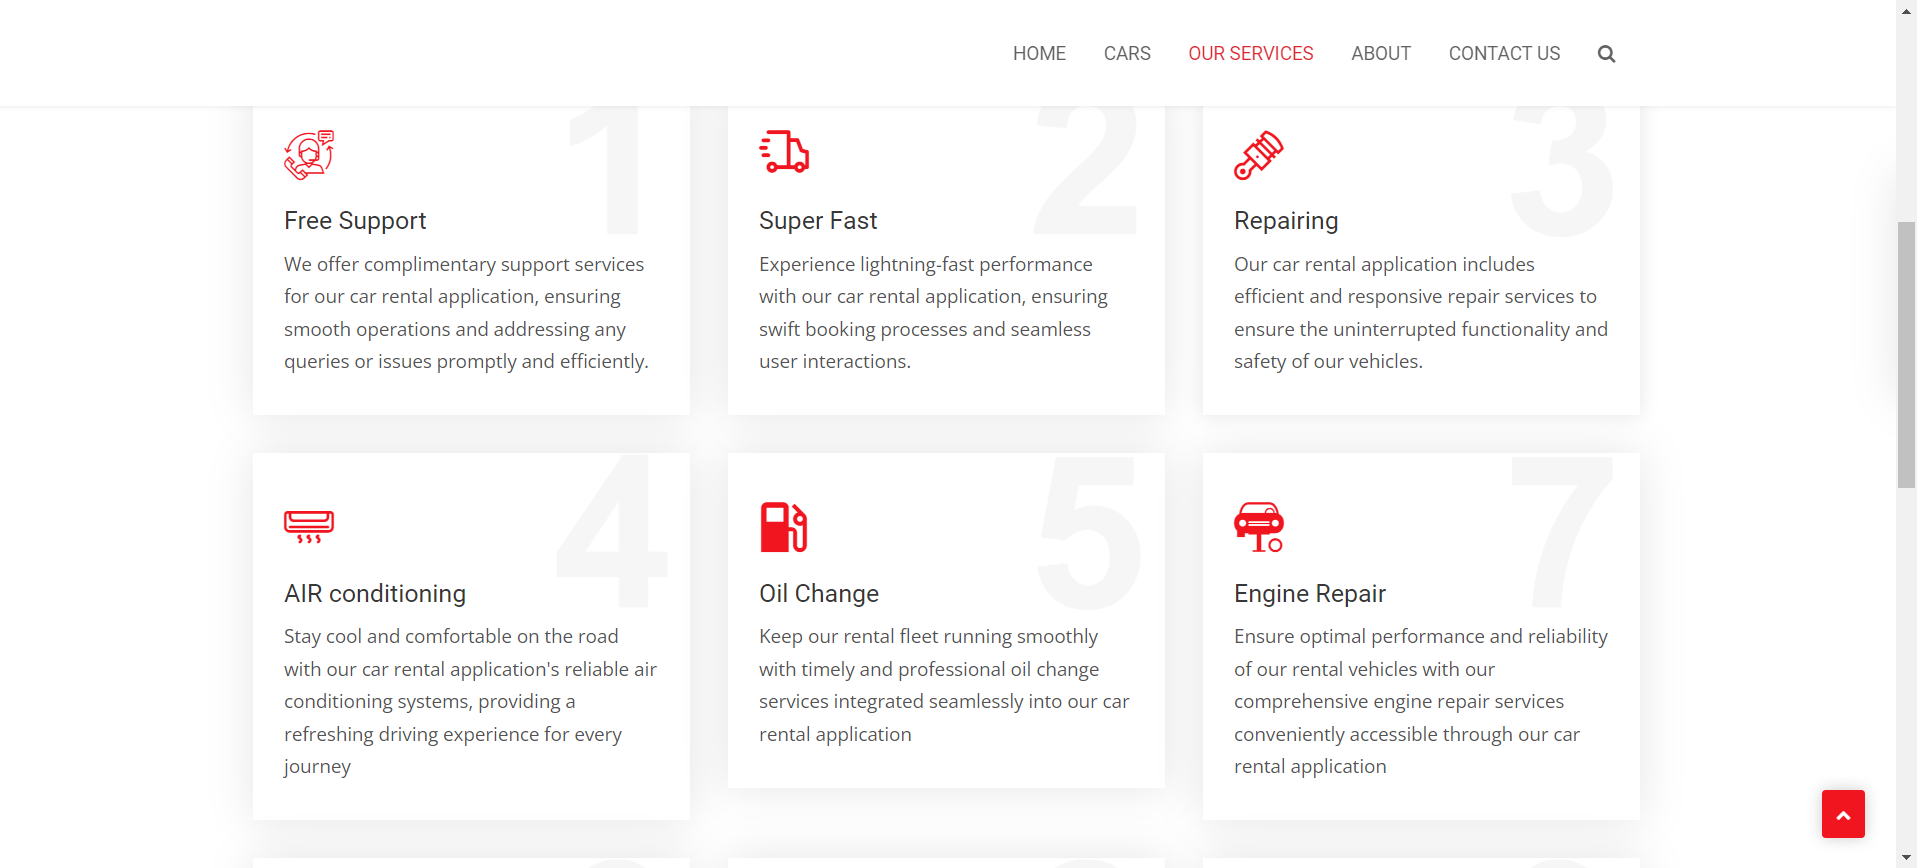 HOME CARS OUR SERVICES ABOUT CONTACT US
1
Free Support
We offer complimentary support services
for our car rental application, ensuring
smooth operations and addressing any
queries or issues promptly and efficiently.
2
Super Fast
Experience lightning-fast performance
with our car rental application, ensuring
swift booking processes and seamless
user interactions.
3
Repairing
Our car rental application includes
efficient and responsive repair services to
ensure the uninterrupted functionality and
safety of our vehicles.
4
AIR conditioning
Stay cool and comfortable on the road
with our car rental application's reliable air
conditioning systems, providing a
refreshing driving experience for every
journey
5
Oil Change
Keep our rental fleet running smoothly
with timely and professional oil change
services integrated seamlessly into our car
rental application
7
Engine Repair
Ensure optimal performance and reliability
of our rental vehicles with our
comprehensive engine repair services
conveniently accessible through our car
rental application